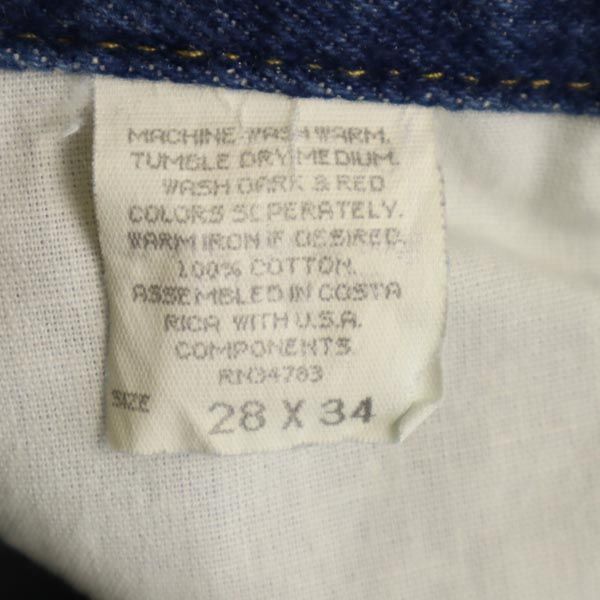 MACHINE WASH WARM.
TUMBLE DRY MEDIUM.
WASH DARK & RED
COLORS SEPERATELY.
WARM IRON IF DESIRED.
100% COTTON.
ASSEMBLED IN COSTA
RICA WITH U.S.A.
COMPONENTS.
RN34783
SIZE 28 X 34